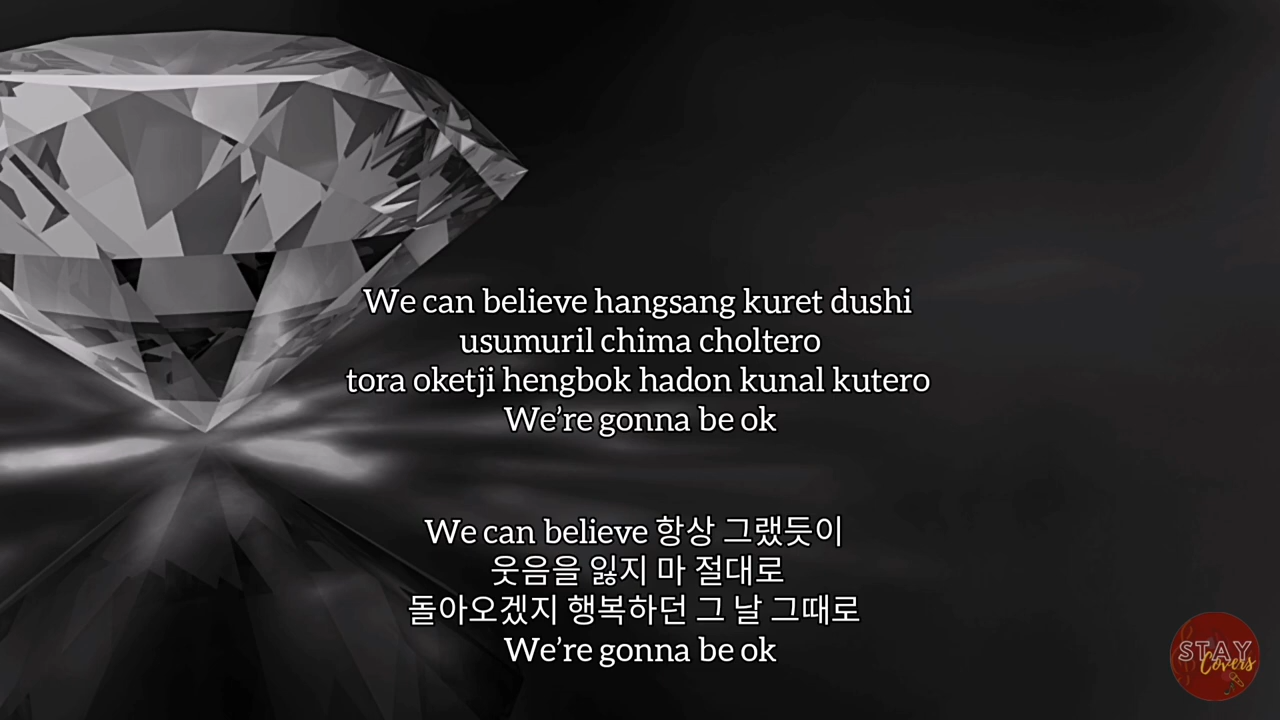 We can believe hangsang kuret dushi
usumuril chima choltero
tora oketji hengbok hadon kunal kutero
We’re gonna be ok
We can believe 항상 그랬듯이
웃음을 잃지 마 절대로
돌아오겠지 행복하던 그 날 그때로
We’re gonna be ok
STAY
Covers